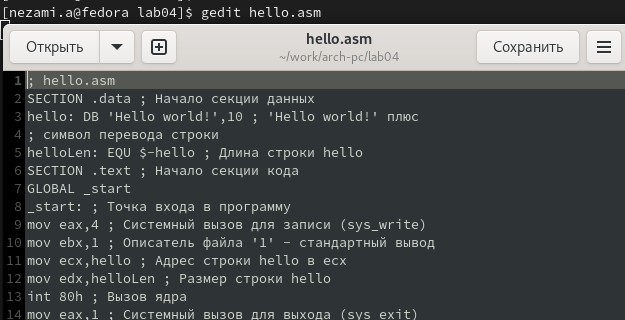 [nezami.a@fedora lab04]$ gedit hello.asm
Открыть
hello.asm
~/work/arch-pc/lab04
Сохранить
1 ; hello.asm
2 SECTION .data ; Начало секции данных
3 hello: DB 'Hello world!',10 ; 'Hello world!' плюс
4 ; символ перевода строки
5 helloLen: EQU $-hello ; Длина строки hello
6 SECTION .text ; Начало секции кода
7 GLOBAL _start
8 _start: ; Точка входа в программу
9 mov eax,4 ; Системный вызов для записи (sys_write)
10 mov ebx,1 ; Описатель файла '1' - стандартный вывод
11 mov ecx,hello ; Адрес строки hello в ecx
12 mov edx,helloLen ; Размер строки hello
13 int 80h ; Вызов ядра
14 mov eax,1 ; Системный вызов для выхода (sys_exit)